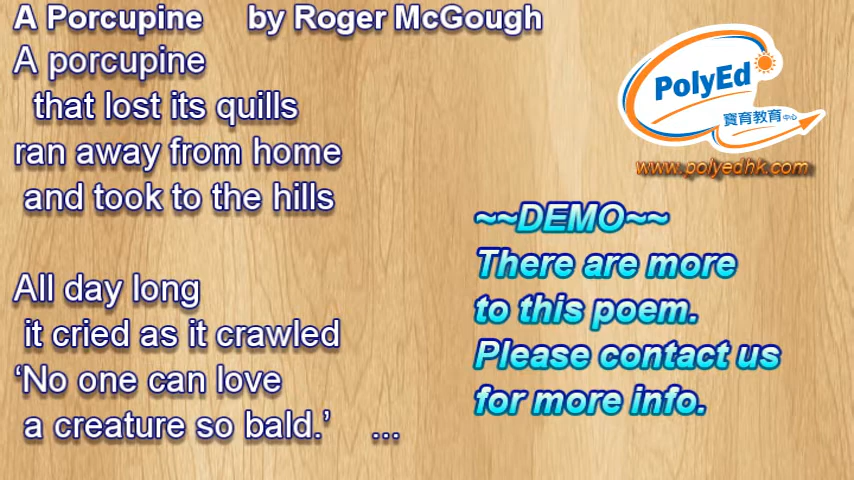 A Porcupine by Roger McGough
A porcupine
that lost its quills
ran away from home
and took to the hills
All day long
it cried as it crawled
‘No one can love
a creature so bald.’ ...
PolyEd
寶育教育中心
www.polyedhk.com
~~DEMO~~
There are more
to this poem.
Please contact us
for more info.